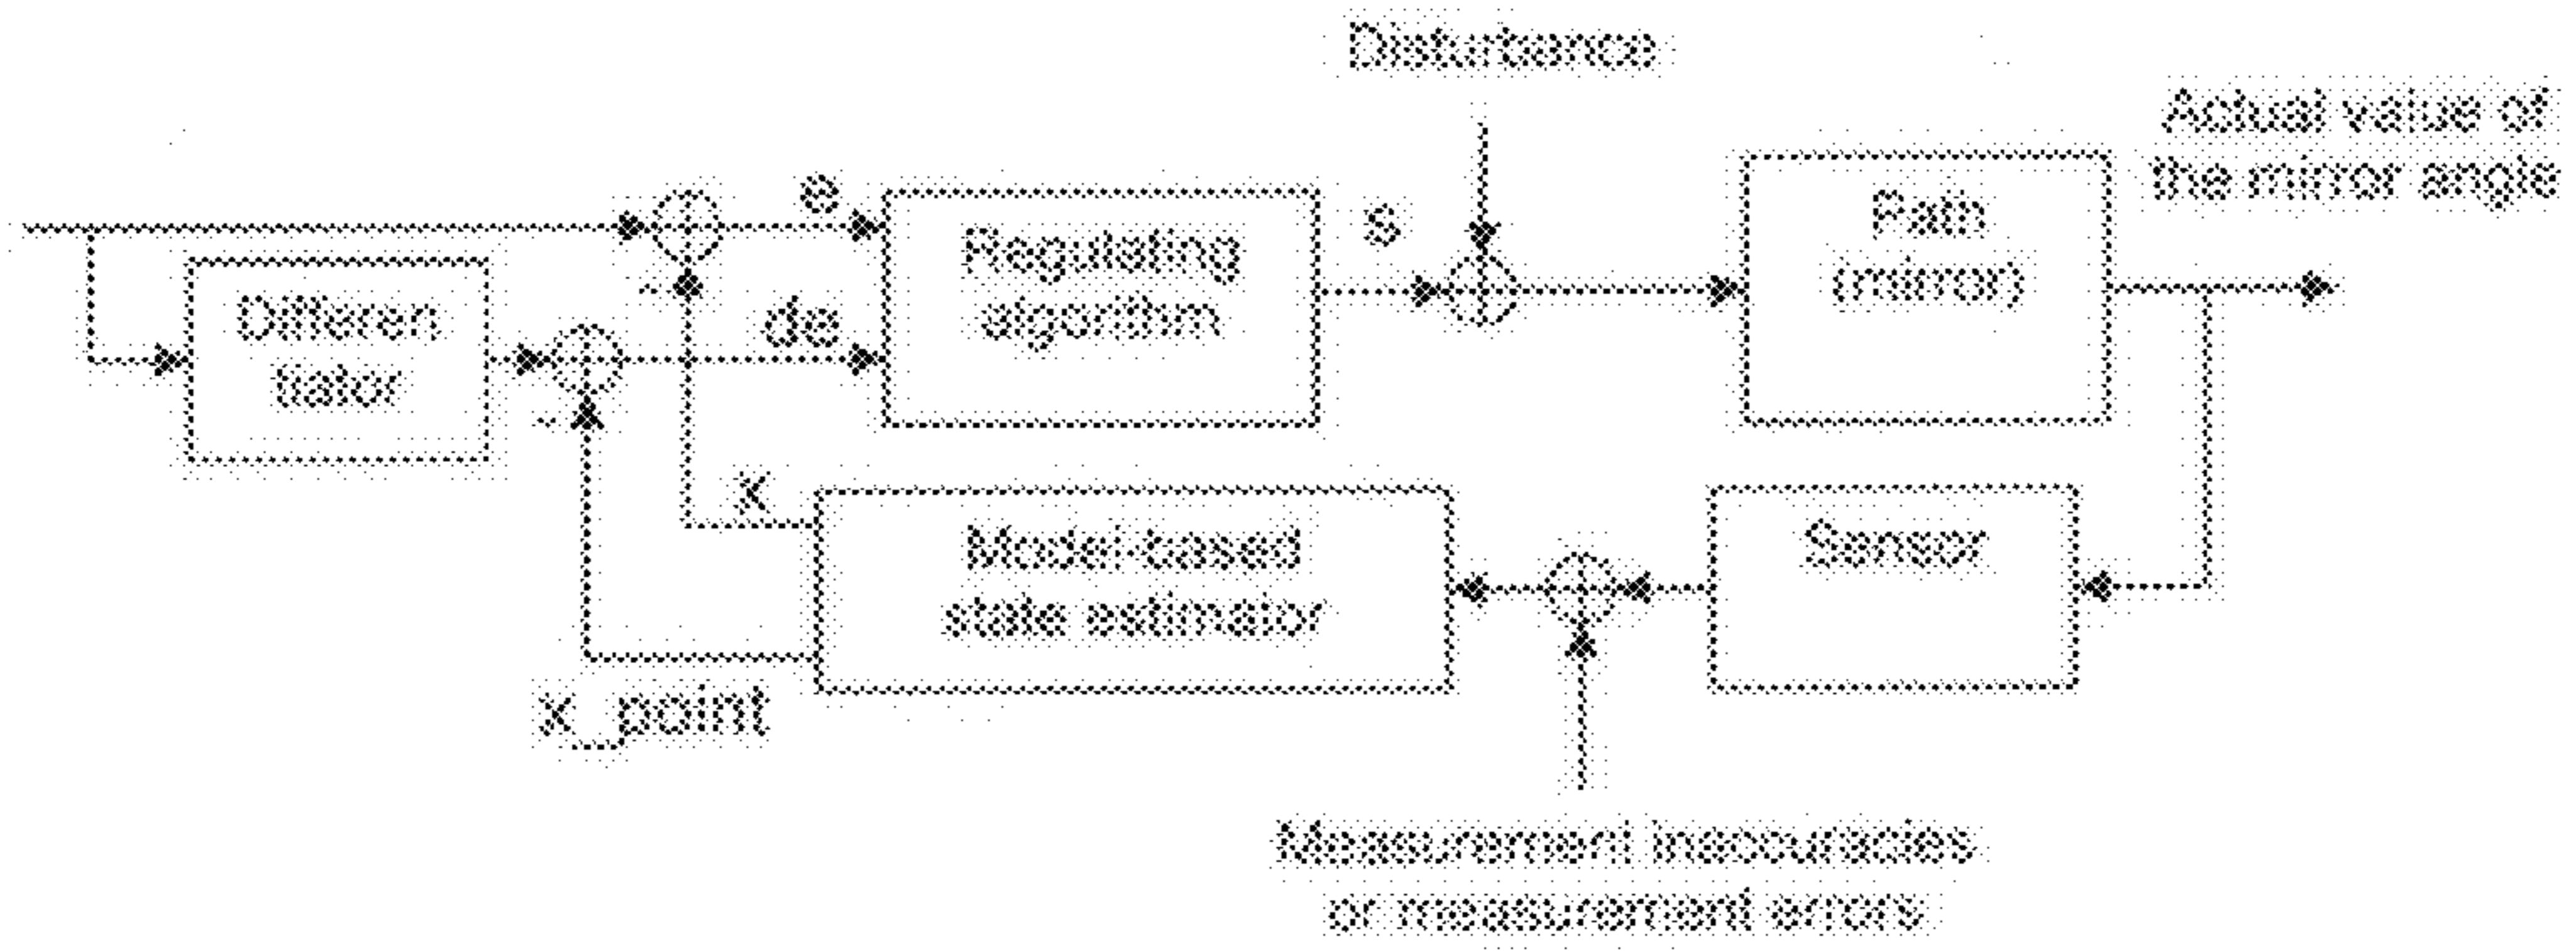 Disturbance
Actual value of
the mirror angle
e
Regulating
algorithm
s
Path
(mirror)
Differen
tiator
-
de
-
x
Model-based
state estimator
Sensor
x_point
Measurement inaccuracies
or measurement errors